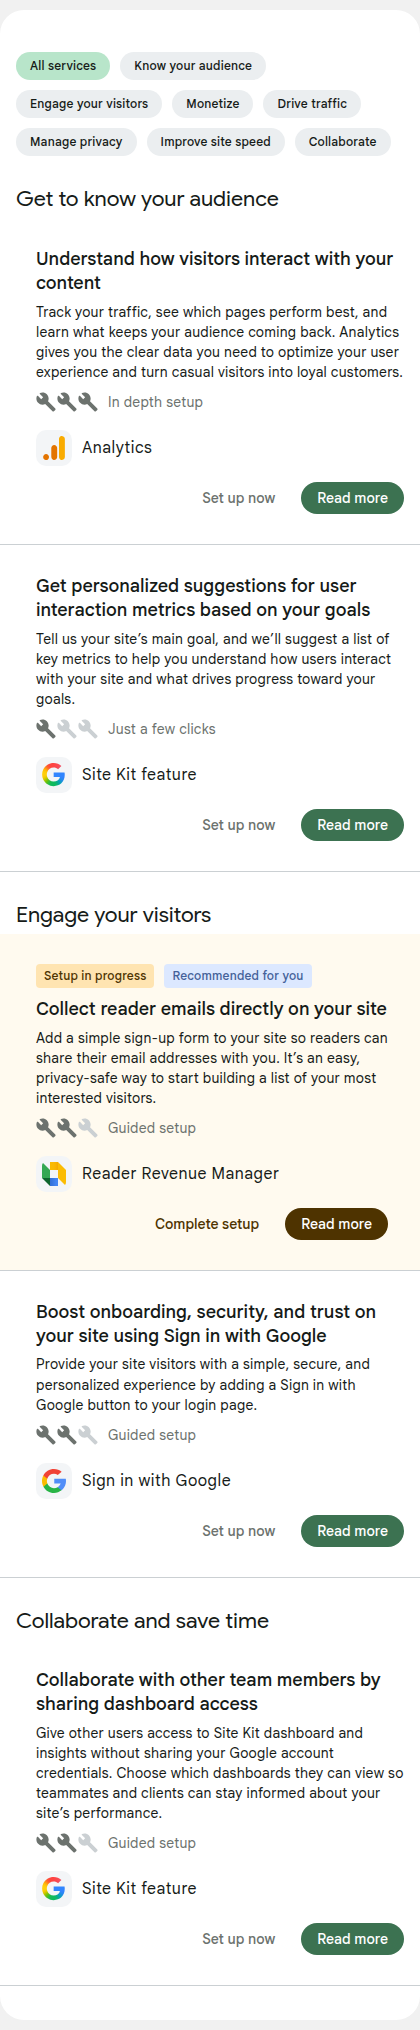 All services
Know your audience
Engage your visitors
Monetize
Drive traffic
Manage privacy
Improve site speed
Collaborate
Get to know your audience
Understand how visitors interact with your
content
Track your traffic, see which pages perform best, and
learn what keeps your audience coming back. Analytics
gives you the clear data you need to optimize your user
experience and turn casual visitors into loyal customers.
In depth setup
Analytics
Set up now
Read more
Get personalized suggestions for user
interaction metrics based on your goals
Tell us your site’s main goal, and we’ll suggest a list of
key metrics to help you understand how users interact
with your site and what drives progress toward your
goals.
Just a few clicks
Site Kit feature
Set up now
Read more
Engage your visitors
Setup in progress
Recommended for you
Collect reader emails directly on your site
Add a simple sign-up form to your site so readers can
share their email addresses with you. It’s an easy,
privacy-safe way to start building a list of your most
interested visitors.
Guided setup
Reader Revenue Manager
Complete setup
Read more
Boost onboarding, security, and trust on
your site using Sign in with Google
Provide your site visitors with a simple, secure, and
personalized experience by adding a Sign in with
Google button to your login page.
Guided setup
Sign in with Google
Set up now
Read more
Collaborate and save time
Collaborate with other team members by
sharing dashboard access
Give other users access to Site Kit dashboard and
insights without sharing your Google account
credentials. Choose which dashboards they can view so
teammates and clients can stay informed about your
site’s performance.
Guided setup
Site Kit feature
Set up now
Read more